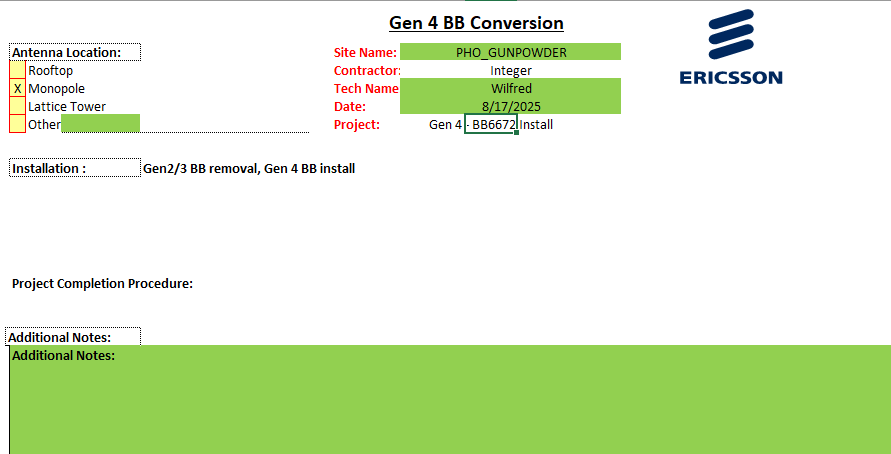 Gen 4 BB Conversion
Antenna Location:
Rooftop
X Monopole
Lattice Tower
Other
Site Name: PHO_GUNPOWDER
Contractor: Integer
Tech Name Wilfred
Date: 8/17/2025
Project: Gen 4 - BB6672 Install
ERICSSON
Installation : Gen2/3 BB removal, Gen 4 BB install
Project Completion Procedure:
Additional Notes:
Additional Notes: